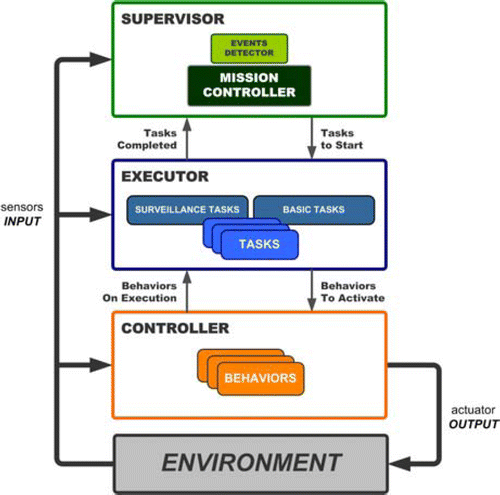 SUPERVISOR
EVENTS
DETECTOR
MISSION
CONTROLLER
Tasks
Completed
Tasks
to Start
EXECUTOR
SURVEILLANCE TASKS
BASIC TASKS
TASKS
sensors
INPUT
Behaviors
On Execution
Behaviors
To Activate
CONTROLLER
BEHAVIORS
actuator
OUTPUT
ENVIRONMENT